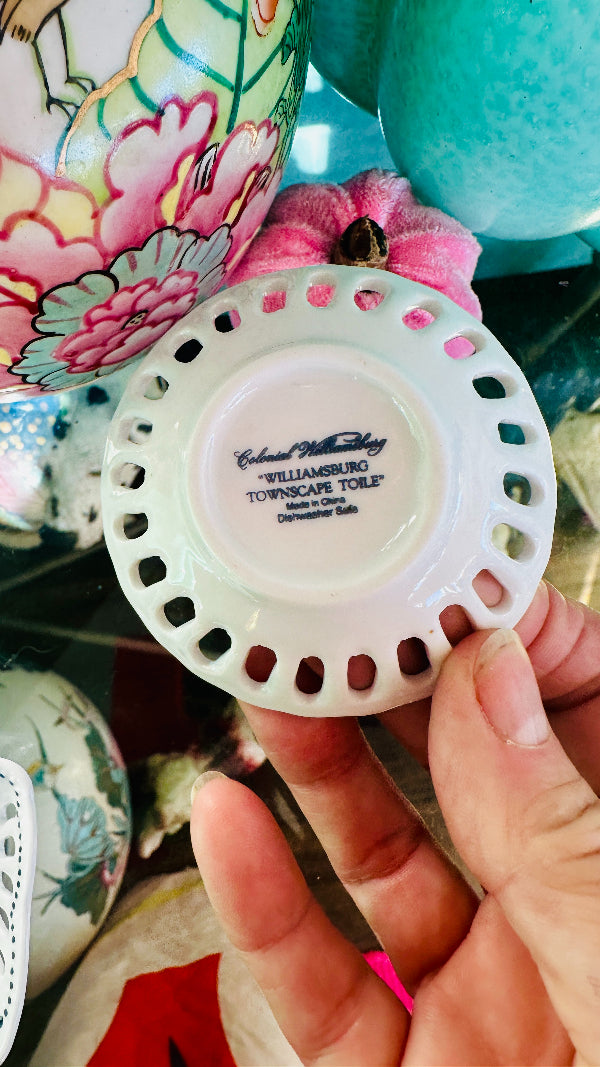 Colonial Williamsburg
"WILLIAMSBURG
TOWNSCAPE TOILE"
Made in China
Dishwasher Safe